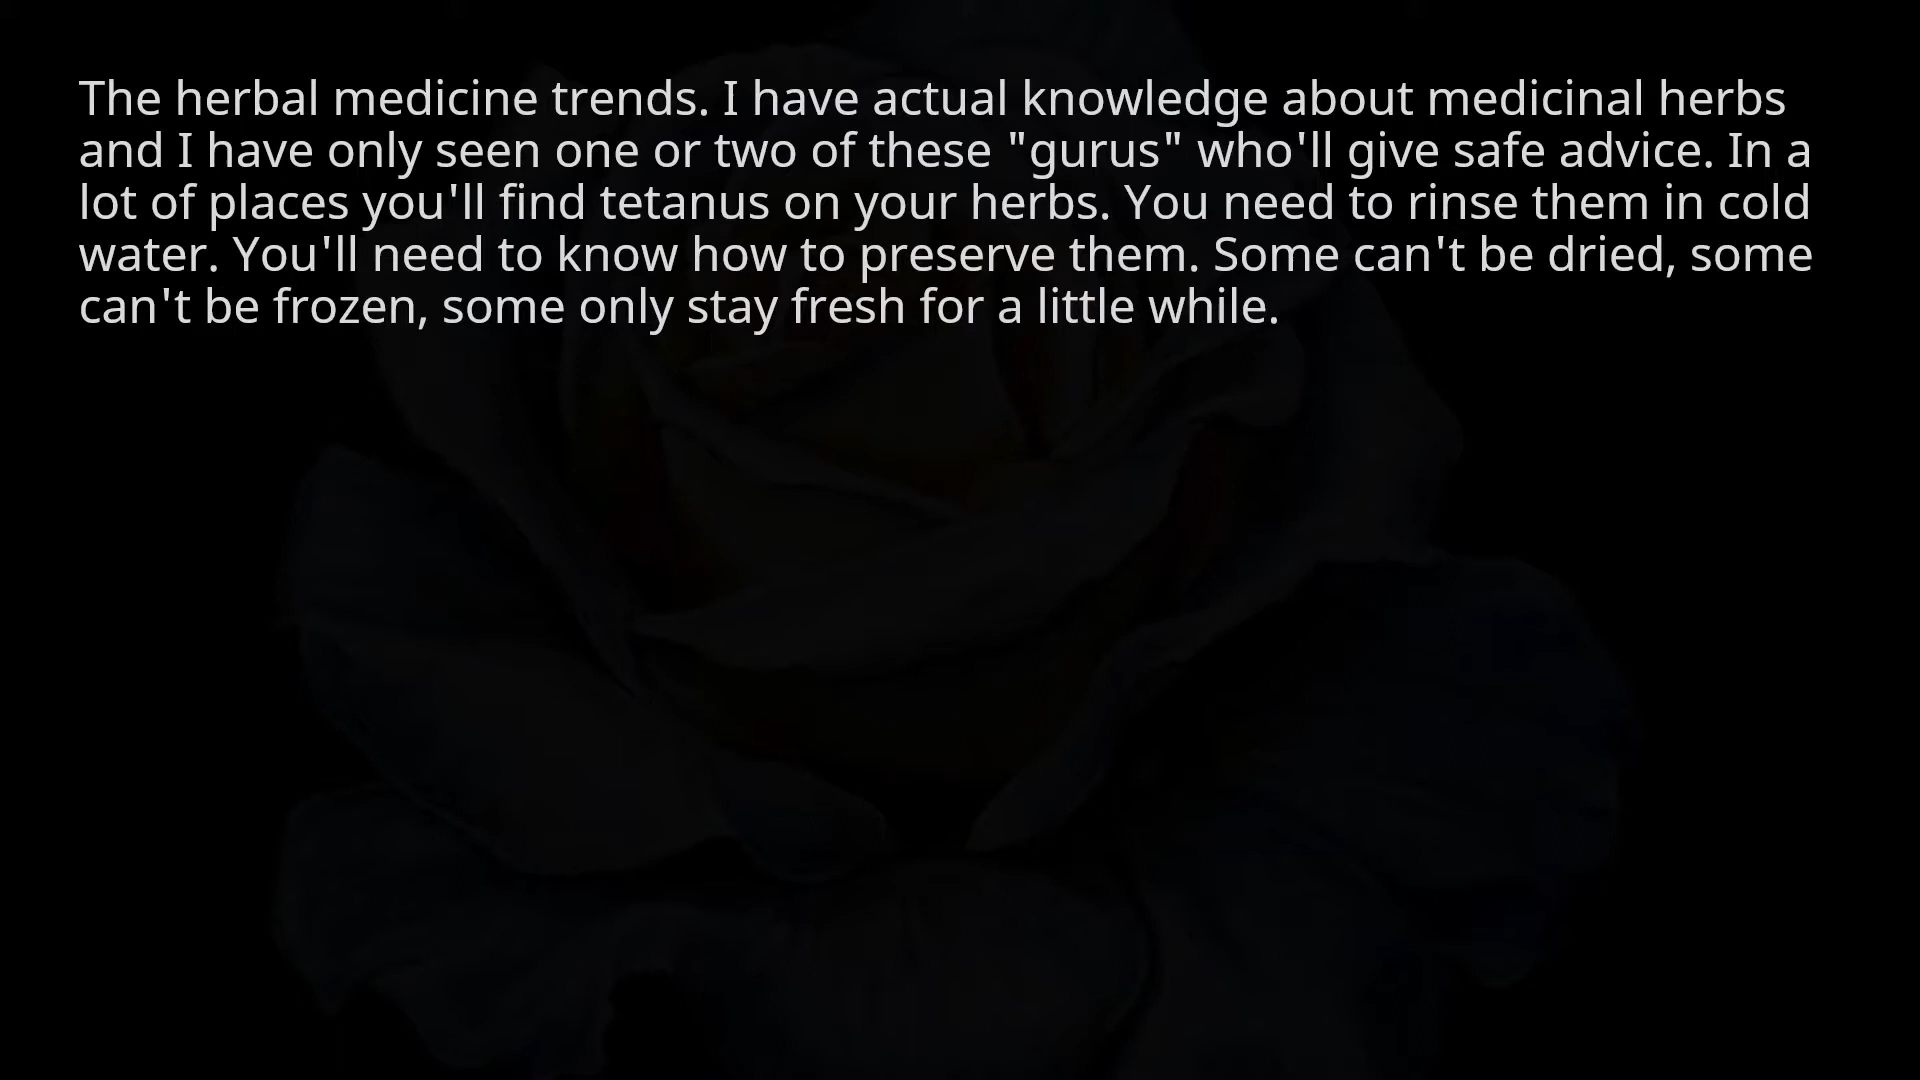 The herbal medicine trends. I have actual knowledge about medicinal herbs
and I have only seen one or two of these "gurus" who'll give safe advice. In a
lot of places you'll find tetanus on your herbs. You need to rinse them in cold
water. You'll need to know how to preserve them. Some can't be dried, some
can't be frozen, some only stay fresh for a little while.